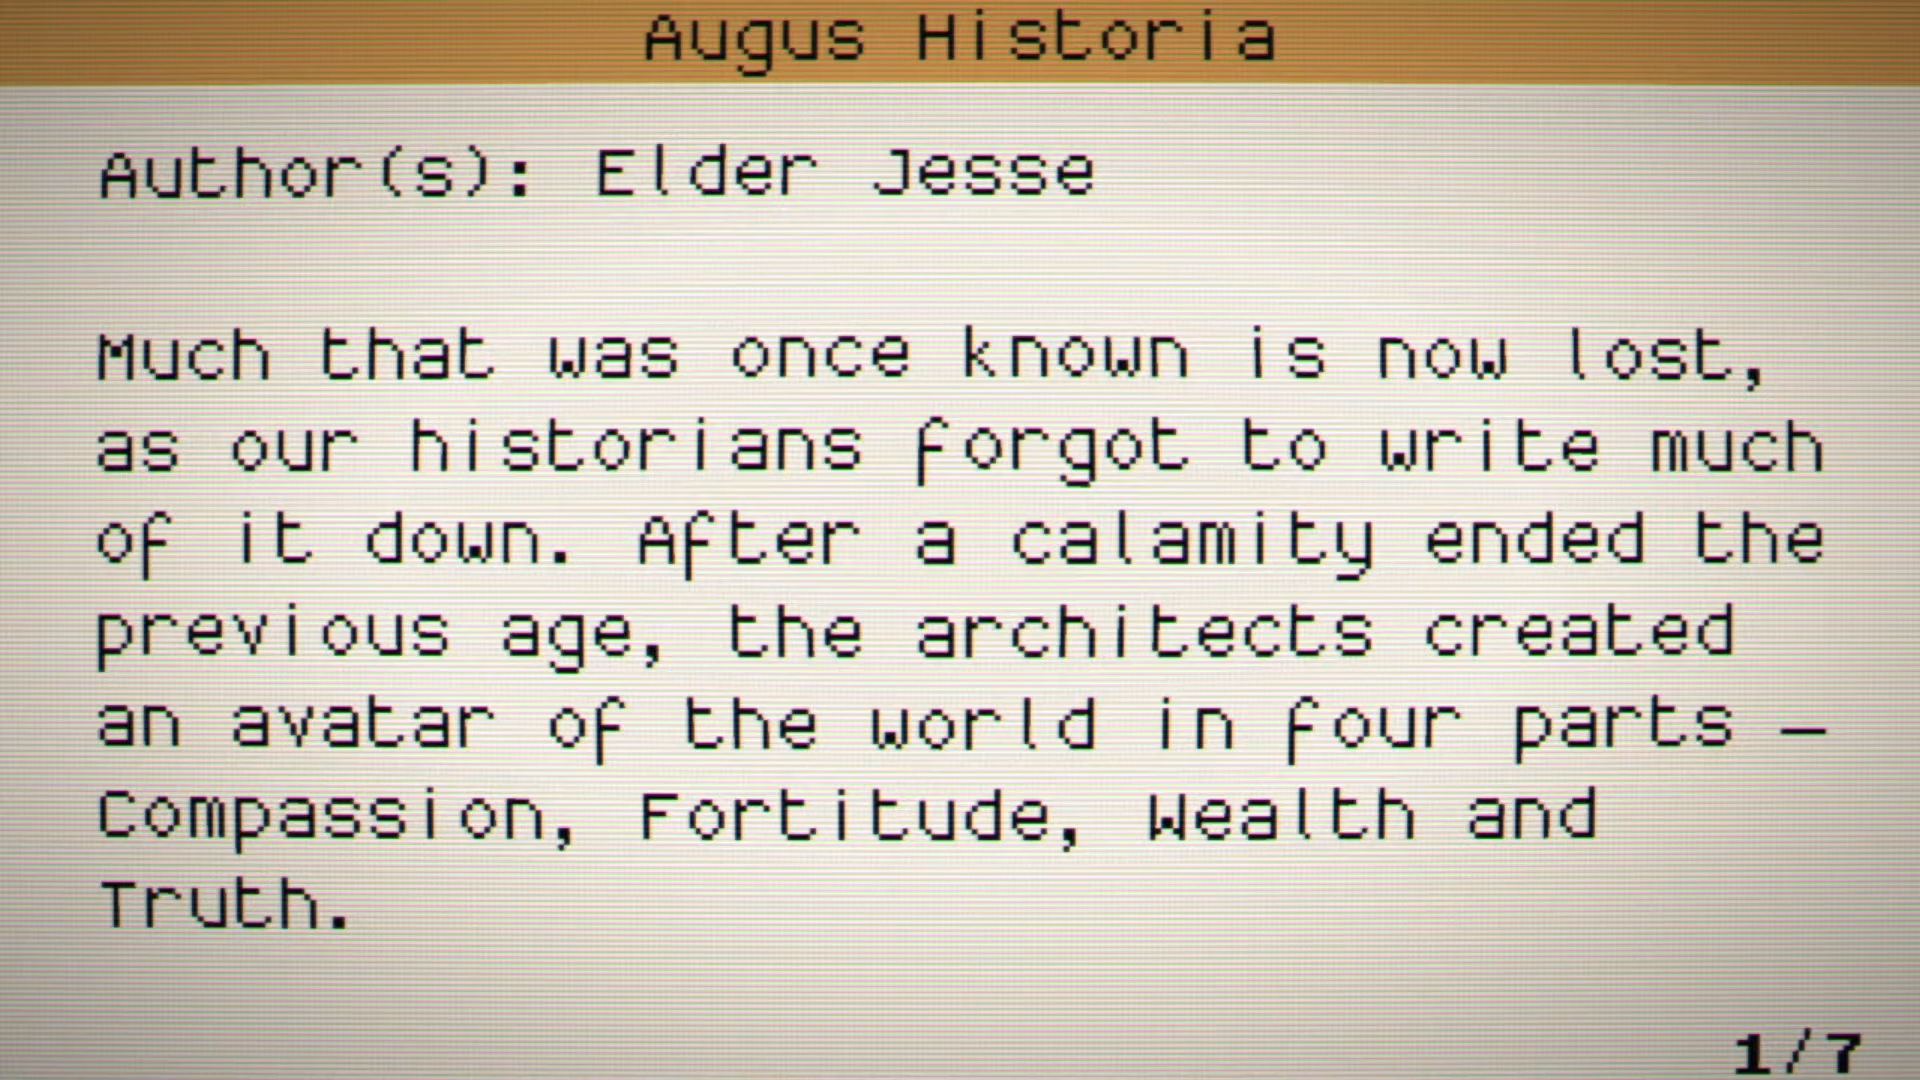 Augus Historia
Author(s): Elder Jesse
Much that was once known is now lost,
as our historians forgot to write much
of it down. After a calamity ended the
previous age, the architects created
an avatar of the world in four parts —
Compassion, Fortitude, Wealth and
Truth.
1/7